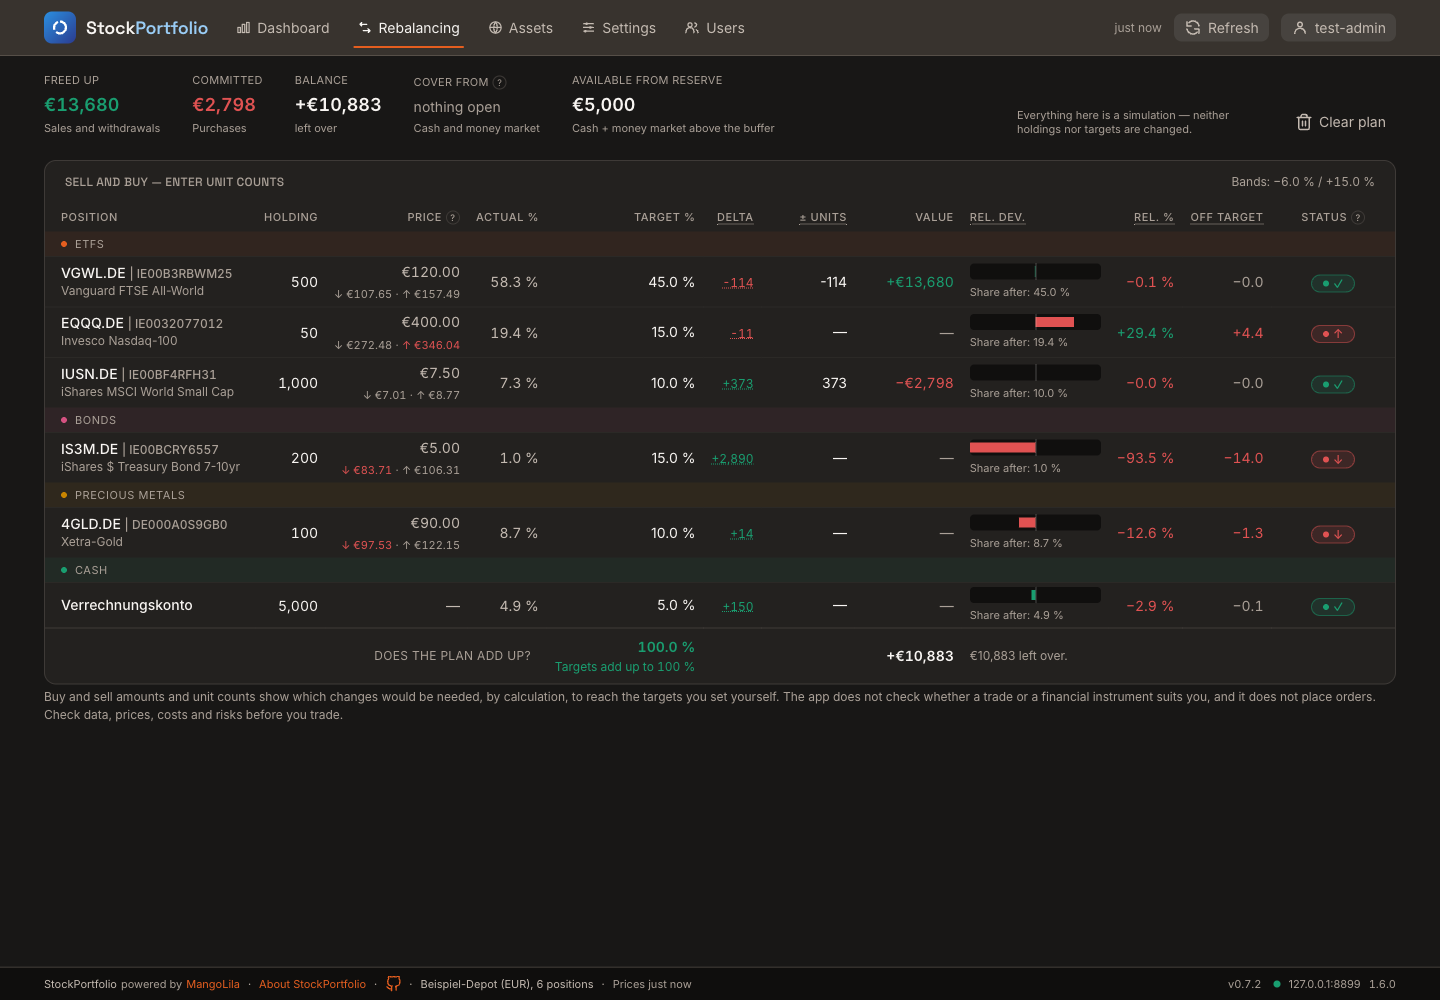 StockPortfolio Dashboard Rebalancing Assets Settings Users just now Refresh test-admin
FREED UP COMMITTED BALANCE COVER FROM ? AVAILABLE FROM RESERVE
€13,680 €2,798 +€10,883 nothing open €5,000
Sales and withdrawals Purchases left over Cash and money market Cash + money market above the buffer
Everything here is a simulation — neither
holdings nor targets are changed.
Clear plan
SELL AND BUY — ENTER UNIT COUNTS Bands: −6.0 % / +15.0 %
POSITION HOLDING PRICE ? ACTUAL % TARGET % DELTA ± UNITS VALUE REL. DEV. REL. % OFF TARGET STATUS ?
ETFS
VGWL.DE | IE00B3RBWM25 500 €120.00 58.3 % 45.0 % -114 -114 +€13,680 −0.1 % −0.0 ✓
Vanguard FTSE All-World ↓ €107.65 · ↑ €157.49 Share after: 45.0 %
EQQQ.DE | IE0032077012 50 €400.00 19.4 % 15.0 % -11 — — +29.4 % +4.4 ↑
Invesco Nasdaq-100 ↓ €272.48 · ↑ €346.04 Share after: 19.4 %
IUSN.DE | IE00BF4RFH31 1,000 €7.50 7.3 % 10.0 % +373 373 −€2,798 −0.0 % −0.0 ✓
iShares MSCI World Small Cap ↓ €7.01 · ↑ €8.77 Share after: 10.0 %
BONDS
IS3M.DE | IE00BCRY6557 200 €5.00 1.0 % 15.0 % +2,890 — — −93.5 % −14.0 ↓
iShares $ Treasury Bond 7-10yr ↓ €83.71 · ↑ €106.31 Share after: 1.0 %
PRECIOUS METALS
4GLD.DE | DE000A0S9GB0 100 €90.00 8.7 % 10.0 % +14 — — −12.6 % −1.3 ↓
Xetra-Gold ↓ €97.53 · ↑ €122.15 Share after: 8.7 %
CASH
Verrechnungskonto 5,000 — 4.9 % 5.0 % +150 — — −2.9 % −0.1 ✓
Share after: 4.9 %
DOES THE PLAN ADD UP? 100.0 % +€10,883 €10,883 left over.
Targets add up to 100 %
Buy and sell amounts and unit counts show which changes would be needed, by calculation, to reach the targets you set yourself. The app does not check whether a trade or a financial instrument suits you, and it does not place orders.
Check data, prices, costs and risks before you trade.
StockPortfolio powered by MangoLila · About StockPortfolio · · Beispiel-Depot (EUR), 6 positions · Prices just now v0.7.2 127.0.0.1:8899 1.6.0